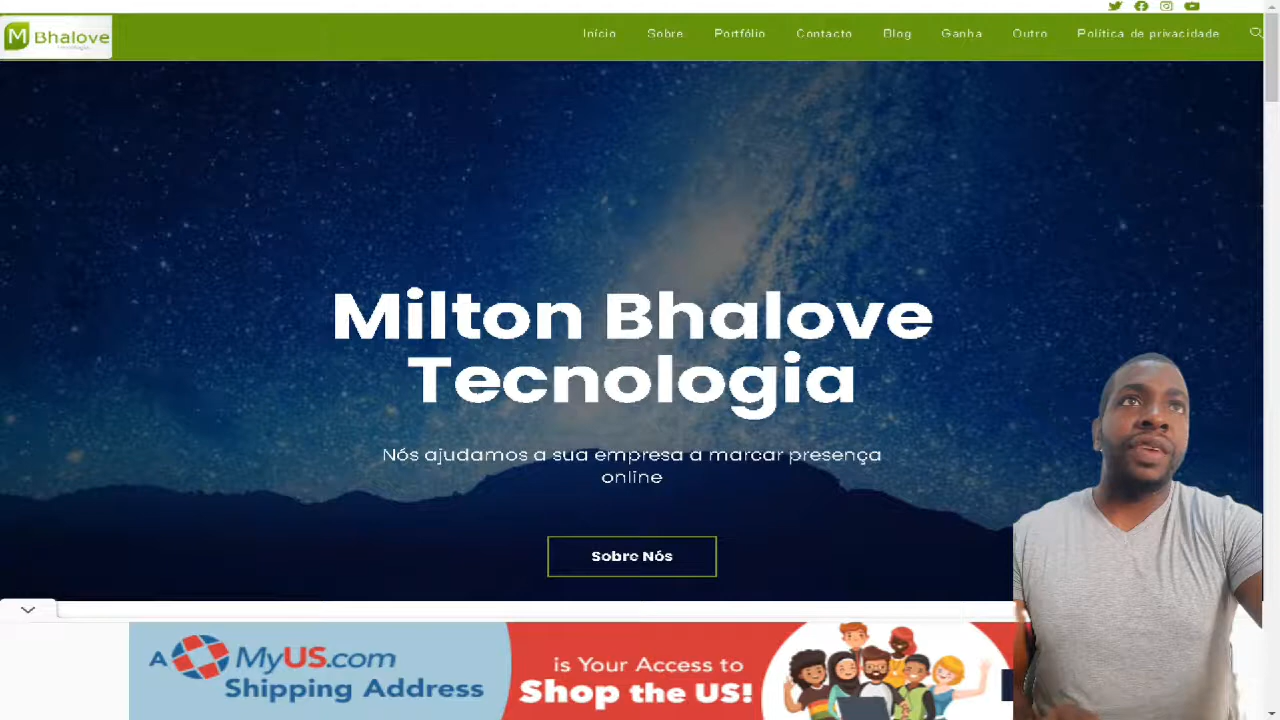 M Bhalove
Início Sobre Portfólio Contacto Blog Ganha Outro Política de privacidade
Milton Bhalove
Tecnologia
Nós ajudamos a sua empresa a marcar presença
online
Sobre Nós
A MyUS.com
Shipping Address
is Your Access to
Shop the US!